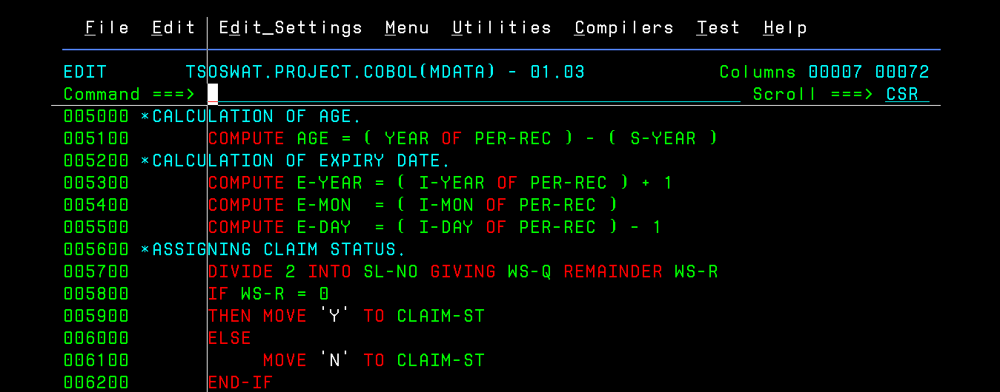 File Edit Edit_Settings Menu Utilities Compilers Test Help
EDIT TSOSWAT.PROJECT.COBOL(MDATA) - 01.03 Columns 00007 00072
Command ===> Scroll ===> CSR
005000 *CALCULATION OF AGE.
005100 COMPUTE AGE = ( YEAR OF PER-REC ) - ( S-YEAR )
005200 *CALCULATION OF EXPIRY DATE.
005300 COMPUTE E-YEAR = ( I-YEAR OF PER-REC ) + 1
005400 COMPUTE E-MON = ( I-MON OF PER-REC )
005500 COMPUTE E-DAY = ( I-DAY OF PER-REC ) - 1
005600 *ASSIGNING CLAIM STATUS.
005700 DIVIDE 2 INTO SL-NO GIVING WS-Q REMAINDER WS-R
005800 IF WS-R = 0
005900 THEN MOVE 'Y' TO CLAIM-ST
006000 ELSE
006100 MOVE 'N' TO CLAIM-ST
006200 END-IF